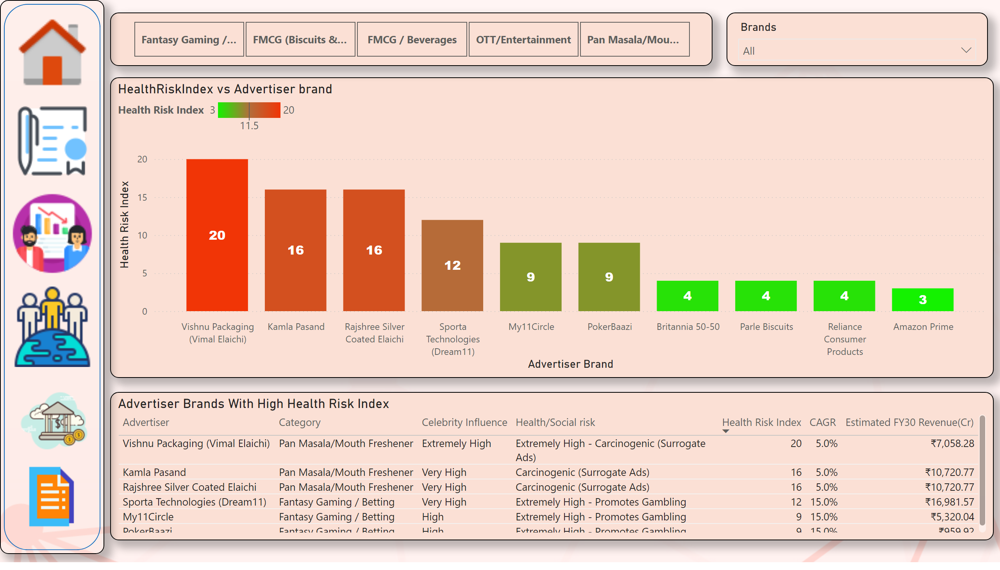 Fantasy Gaming /...
FMCG (Biscuits &...
FMCG / Beverages
OTT/Entertainment
Pan Masala/Mou...
Brands
All
HealthRiskIndex vs Advertiser brand
Health Risk Index 3 20
11.5
Health Risk Index
20
15
10
5
0
20
16
16
12
9
9
4
4
4
3
Vishnu Packaging
(Vimal Elaichi)
Kamla Pasand
Rajshree Silver
Coated Elaichi
Sporta
Technologies
(Dream11)
My11Circle
PokerBaazi
Britannia 50-50
Parle Biscuits
Reliance
Consumer
Products
Amazon Prime
Advertiser Brand
Advertiser Brands With High Health Risk Index
Advertiser Category Celebrity Influence Health/Social risk Health Risk Index CAGR Estimated FY30 Revenue(Cr)
Vishnu Packaging (Vimal Elaichi) Pan Masala/Mouth Freshener Extremely High Extremely High - Carcinogenic (Surrogate 20 5.0% ₹7,058.28
Ads)
Kamla Pasand Pan Masala/Mouth Freshener Very High Carcinogenic (Surrogate Ads) 16 5.0% ₹10,720.77
Rajshree Silver Coated Elaichi Pan Masala/Mouth Freshener Very High Carcinogenic (Surrogate Ads) 16 5.0% ₹10,720.77
Sporta Technologies (Dream11) Fantasy Gaming / Betting Very High Extremely High - Promotes Gambling 12 15.0% ₹16,981.57
My11Circle Fantasy Gaming / Betting High Extremely High - Promotes Gambling 9 15.0% ₹5,320.04
PokerBaazi Fantasy Gaming / Betting High Extremely High - Promotes Gambling 9 15.0% ₹959.92